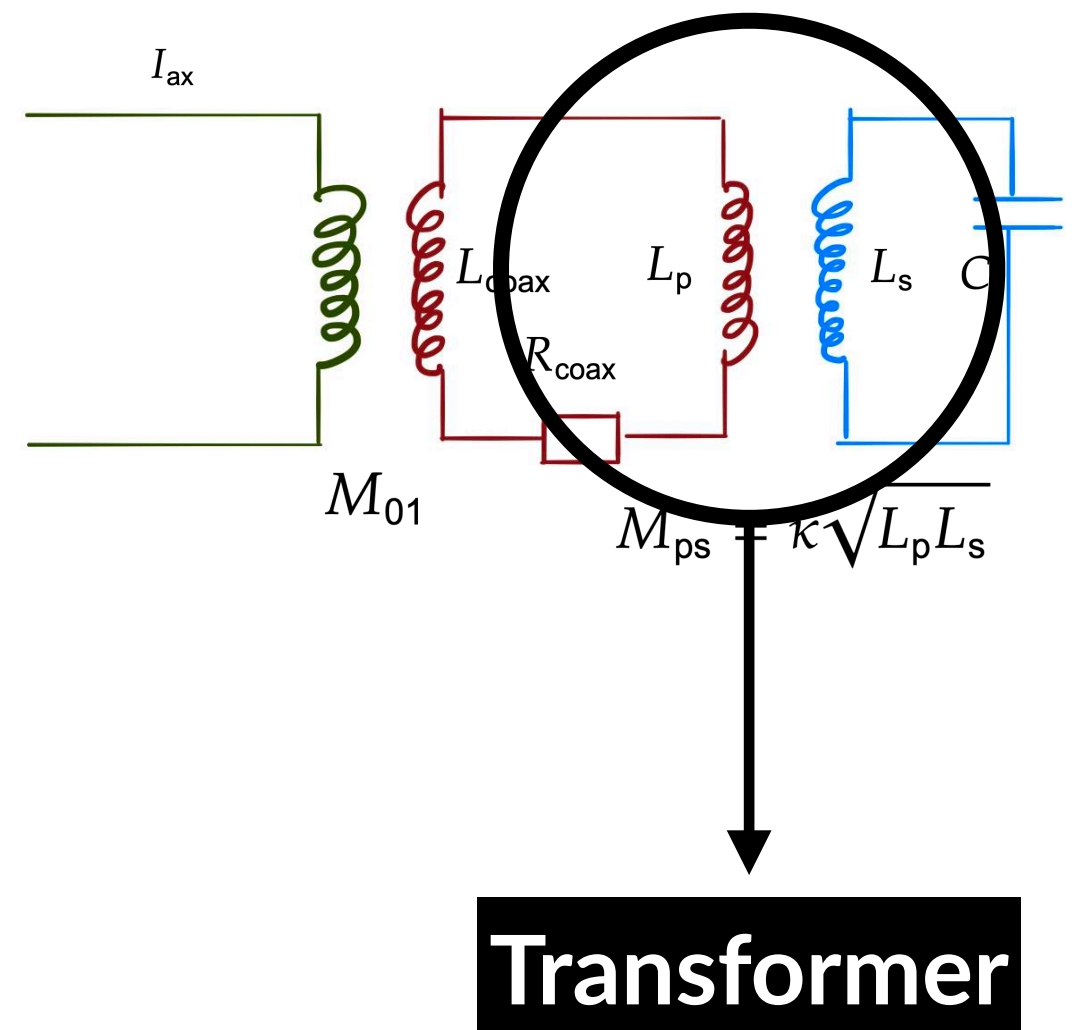 I_ax
L_coax
L_p
L_s
C
R_coax
M_01
M_ps = κ√(L_p L_s)
Transformer